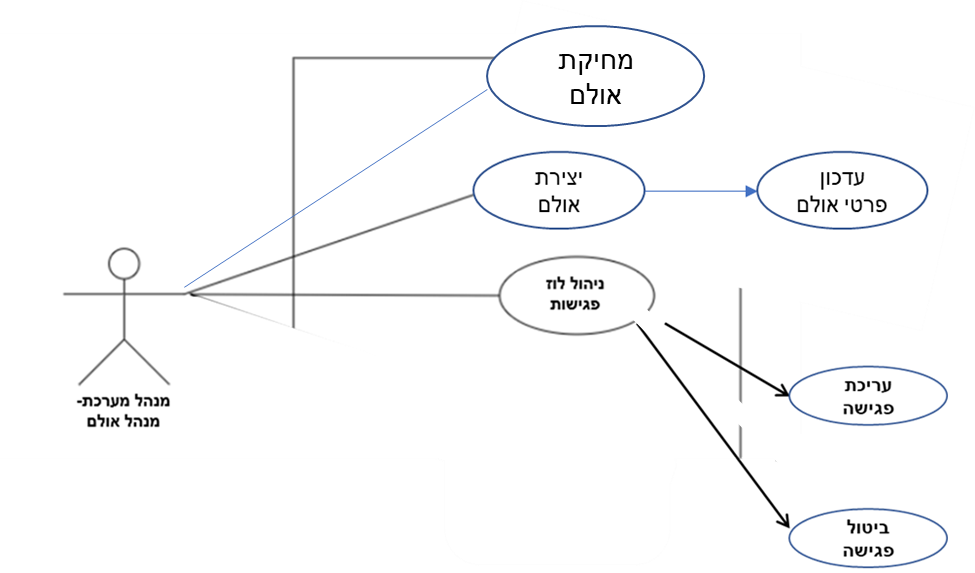 מחיקת
אולם
יצירת
אולם
עדכון
פרטי אולם
ניהול לוז
פגישות
עריכת
פגישה
ביטול
פגישה
מנהל מערכת-
מנהל אולם